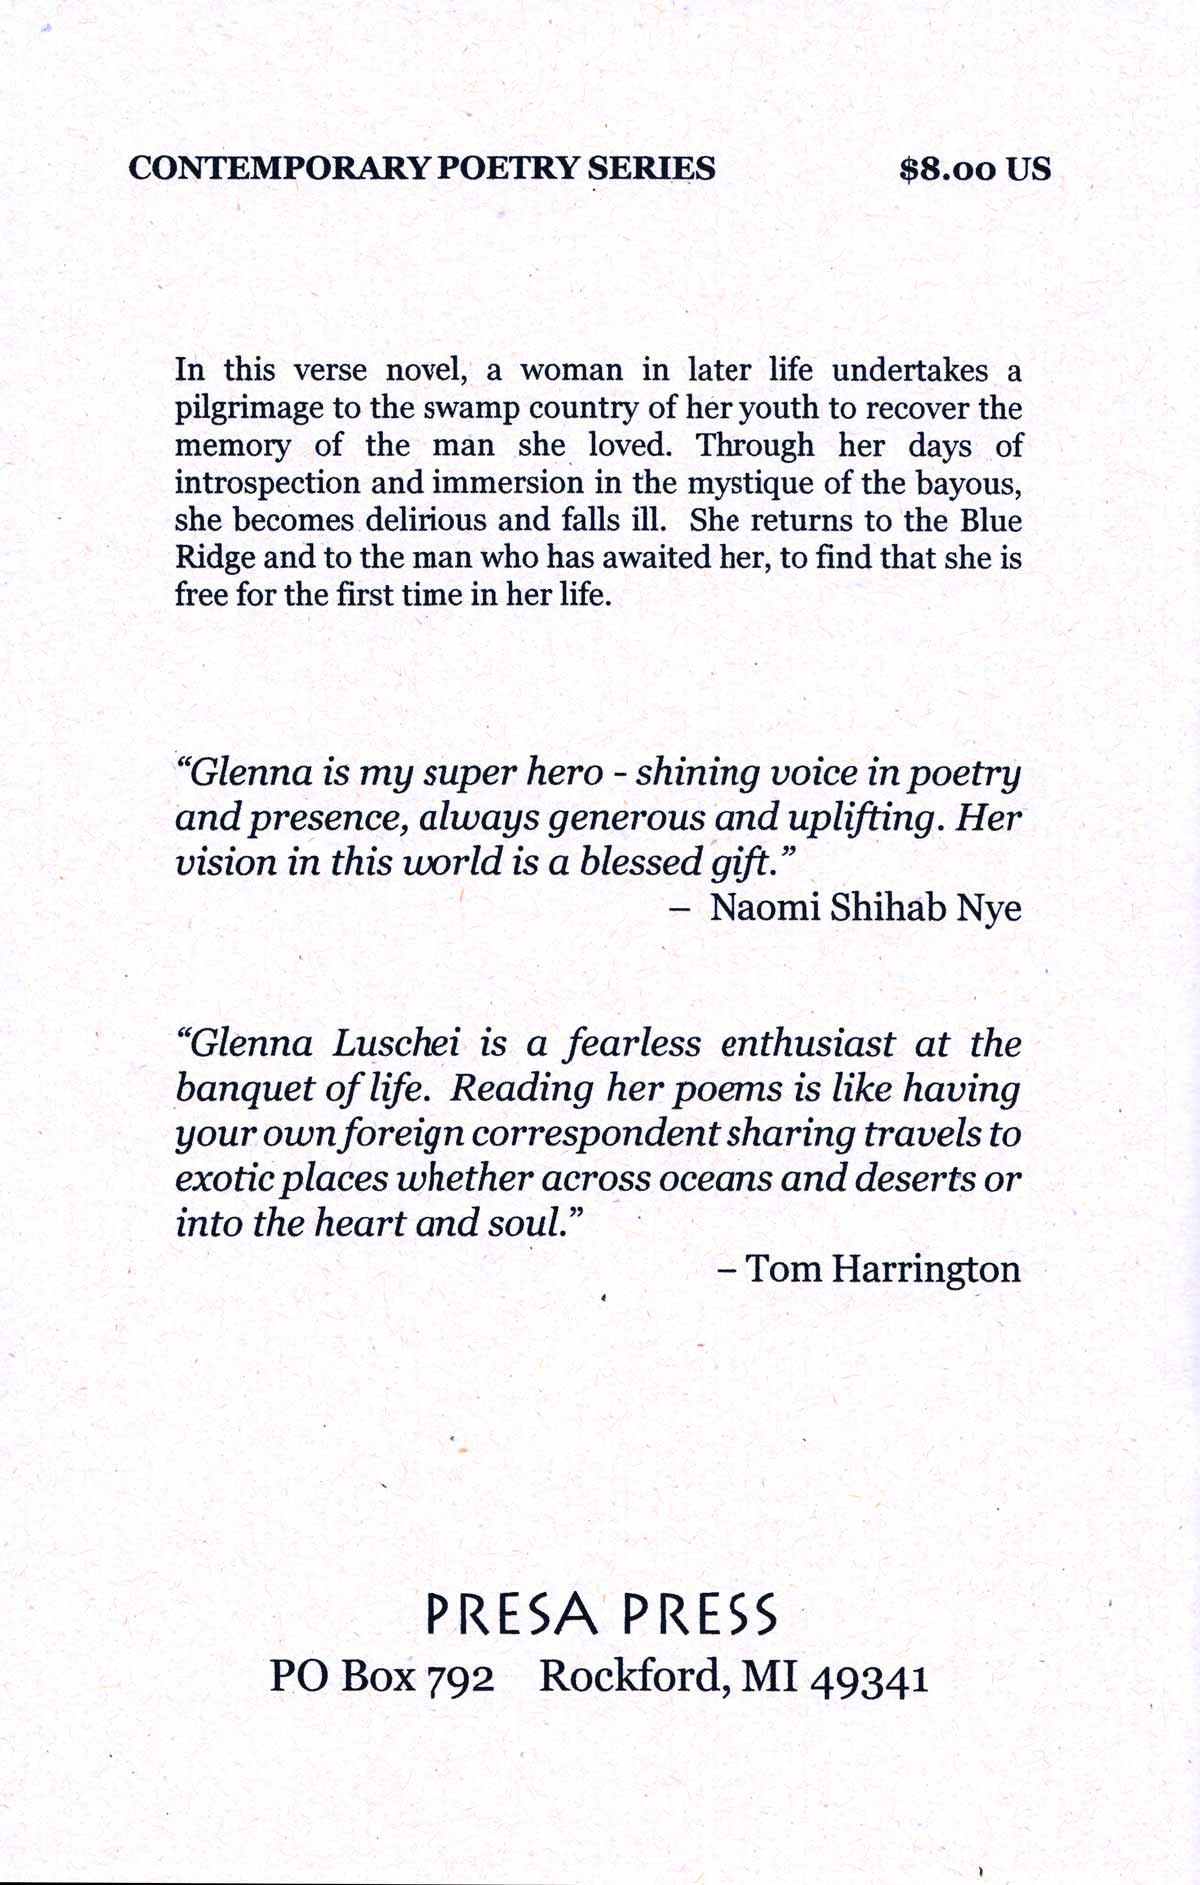 CONTEMPORARY POETRY SERIES $8.00 US
In this verse novel, a woman in later life undertakes a
pilgrimage to the swamp country of her youth to recover the
memory of the man she loved. Through her days of
introspection and immersion in the mystique of the bayous,
she becomes delirious and falls ill. She returns to the Blue
Ridge and to the man who has awaited her, to find that she is
free for the first time in her life.
“Glenna is my super hero - shining voice in poetry
and presence, always generous and uplifting. Her
vision in this world is a blessed gift.”
– Naomi Shihab Nye
“Glenna Luschei is a fearless enthusiast at the
banquet of life. Reading her poems is like having
your own foreign correspondent sharing travels to
exotic places whether across oceans and deserts or
into the heart and soul.”
– Tom Harrington
PRESA PRESS
PO Box 792 Rockford, MI 49341